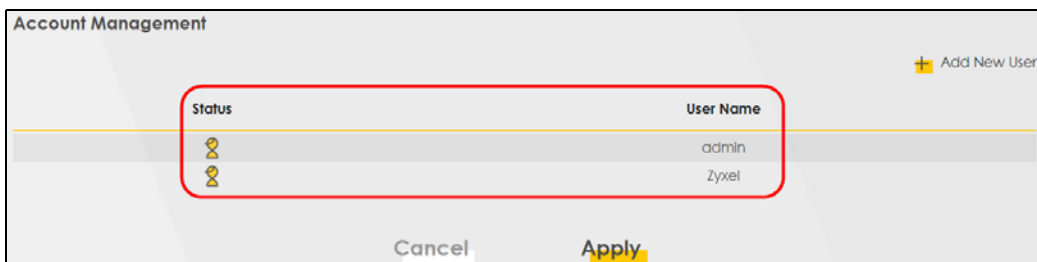 Account Management
Add New User
Status User Name
admin
Zyxel
Cancel Apply